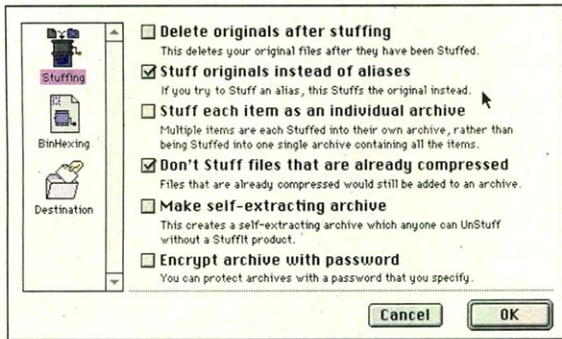 Stuffing
BinHexing
Destination
Delete originals after stuffing
This deletes your original files after they have been Stuffed.
Stuff originals instead of aliases
If you try to Stuff an alias, this Stuffs the original instead.
Stuff each item as an individual archive
Multiple items are each Stuffed into their own archive, rather than
being Stuffed into one single archive containing all the items.
Don't Stuff files that are already compressed
Files that are already compressed would still be added to an archive.
Make self-extracting archive
This creates a self-extracting archive which anyone can UnStuff
without a StuffIt product.
Encrypt archive with password
You can protect archives with a password that you specify.
Cancel
OK